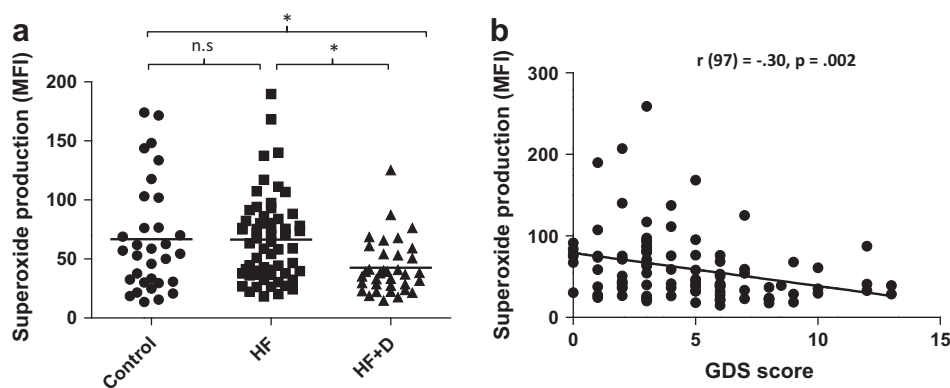 a
*
n.s
*
Superoxide production (MFI)
200
150
100
50
0
Control
HF
HF+D
b
r (97) = -.30, p = .002
Superoxide production (MFI)
300
200
100
0
0
5
10
15
GDS score